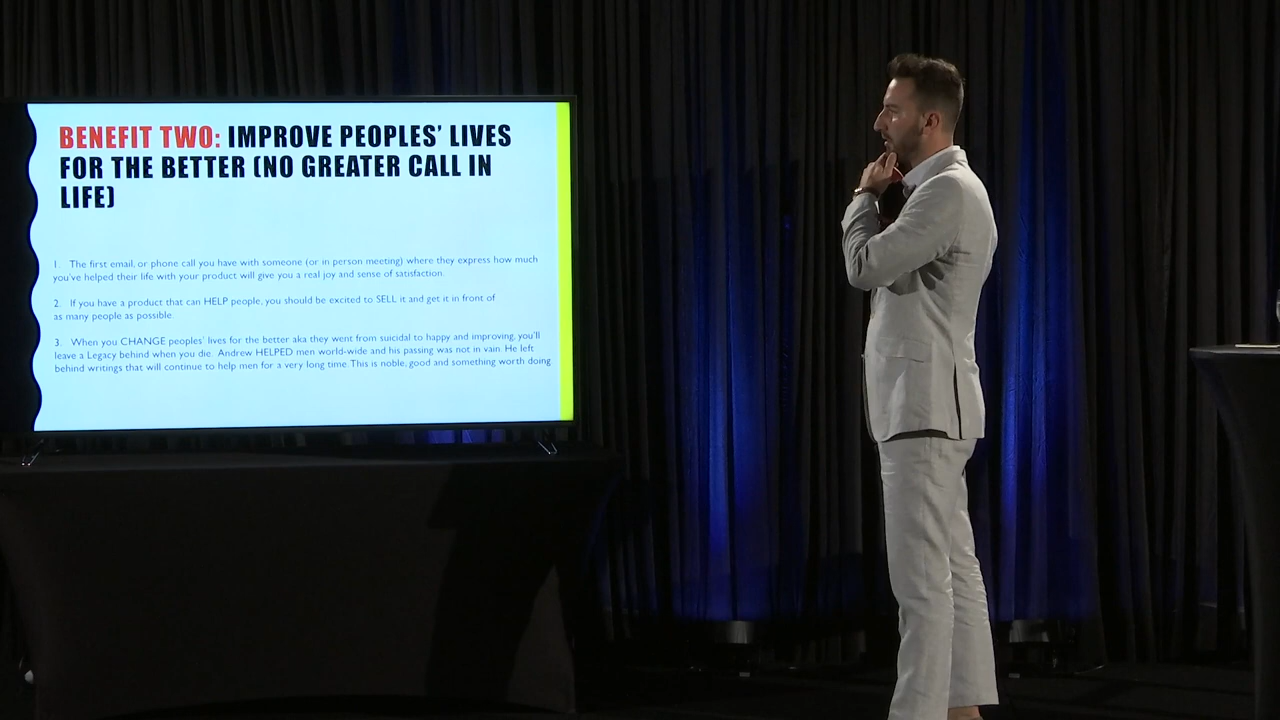 BENEFIT TWO: IMPROVE PEOPLES' LIVES
FOR THE BETTER (NO GREATER CALL IN
LIFE)
1. The first email, or phone call you have with someone (or in person meeting) where they express how much
you've helped their life with your product will give you a real joy and sense of satisfaction.
2. If you have a product that can HELP people, you should be excited to SELL it and get it in front of
as many people as possible.
3. When you CHANGE peoples' lives for the better aka they went from suicidal to happy and improving, you'll
leave a Legacy behind when you die. Andrew HELPED men world-wide and his passing was not in vain. He left
behind writings that will continue to help men for a very long time. This is noble, good and something worth doing